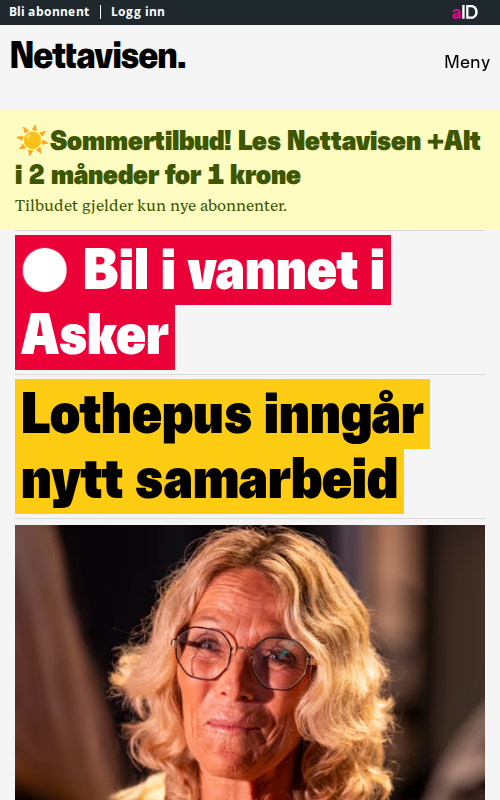 Bli abonnent | Logg inn
aID
Nettavisen.
Meny
☀️Sommertilbud! Les Nettavisen +Alt
i 2 måneder for 1 krone
Tilbudet gjelder kun nye abonnenter.
Bil i vannet i
Asker
Lothepus inngår
nytt samarbeid